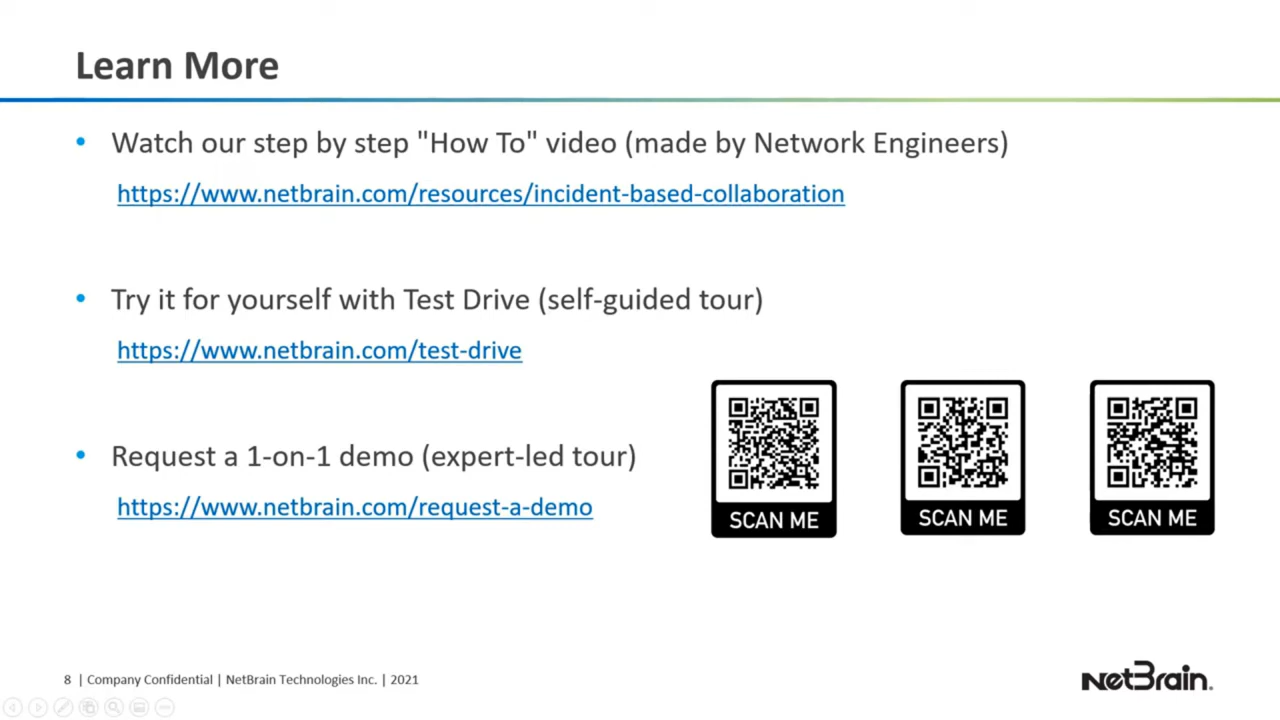 Learn More
• Watch our step by step "How To" video (made by Network Engineers)
https://www.netbrain.com/resources/incident-based-collaboration
• Try it for yourself with Test Drive (self-guided tour)
https://www.netbrain.com/test-drive
• Request a 1-on-1 demo (expert-led tour)
https://www.netbrain.com/request-a-demo
SCAN ME
SCAN ME
SCAN ME
8 | Company Confidential | NetBrain Technologies Inc. | 2021
NetBrain.